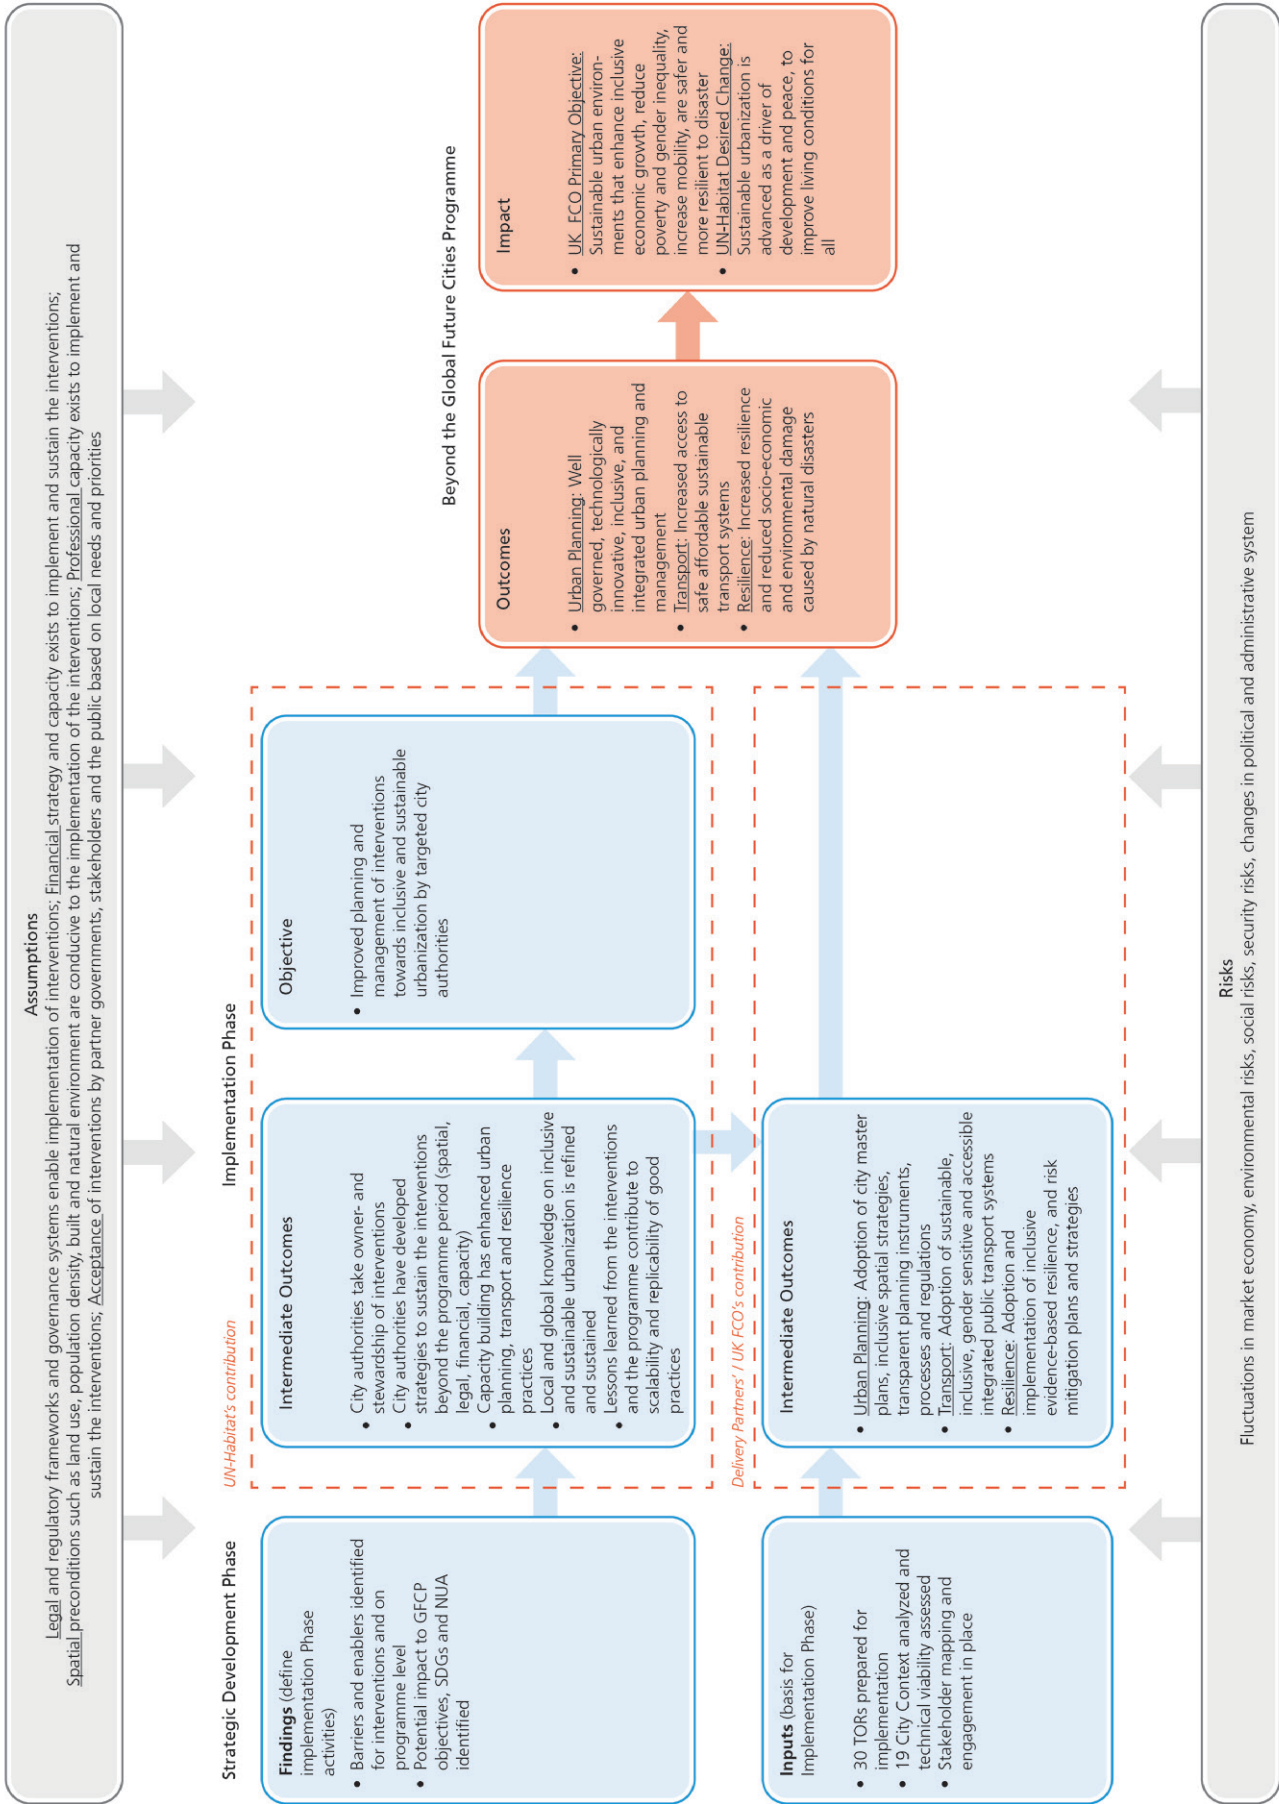 Assumptions
Legal and regulatory frameworks and governance systems enable implementation of interventions; Financial strategy and capacity exists to implement and sustain the interventions;
Spatial preconditions such as land use, population density, built and natural environment are conducive to the implementation of the interventions; Professional capacity exists to implement and
sustain the interventions; Acceptance of interventions by partner governments, stakeholders and the public based on local needs and priorities
Strategic Development Phase
Implementation Phase
Beyond the Global Future Cities Programme
Findings (define
implementation Phase
activities)
• Barriers and enablers identified
for interventions and on
programme level
• Potential impact to GFCP
objectives, SDGs and NUA
identified
UN-Habitat's contribution
Intermediate Outcomes
• City authorities take owner- and
stewardship of interventions
• City authorities have developed
strategies to sustain the interventions
beyond the programme period (spatial,
legal, financial, capacity)
• Capacity building has enhanced urban
planning, transport and resilience
practices
• Local and global knowledge on inclusive
and sustainable urbanization is refined
and sustained
• Lessons learned from the interventions
and the programme contribute to
scalability and replicability of good
practices
Objective
• Improved planning and
management of interventions
towards inclusive and sustainable
urbanization by targeted city
authorities
Outcomes
• Urban Planning: Well
governed, technologically
innovative, inclusive, and
integrated urban planning and
management
• Transport: Increased access to
safe affordable sustainable
transport systems
• Resilience: Increased resilience
and reduced socio-economic
and environmental damage
caused by natural disasters
Impact
• UK FCO Primary Objective:
Sustainable urban environ-
ments that enhance inclusive
economic growth, reduce
poverty and gender inequality,
increase mobility, are safer and
more resilient to disaster
• UN-Habitat Desired Change:
Sustainable urbanization is
advanced as a driver of
development and peace, to
improve living conditions for
all
Inputs (basis for
Implementation Phase)
• 30 TORs prepared for
implementation
• 19 City Context analyzed and
technical viability assessed
• Stakeholder mapping and
engagement in place
Delivery Partners' / UK FCO's contribution
Intermediate Outcomes
• Urban Planning: Adoption of city master
plans, inclusive spatial strategies,
transparent planning instruments,
processes and regulations
• Transport: Adoption of sustainable,
inclusive, gender sensitive and accessible
integrated public transport systems
• Resilience: Adoption and
implementation of inclusive
evidence-based resilience, and risk
mitigation plans and strategies
Risks
Fluctuations in market economy, environmental risks, social risks, security risks, changes in political and administrative system